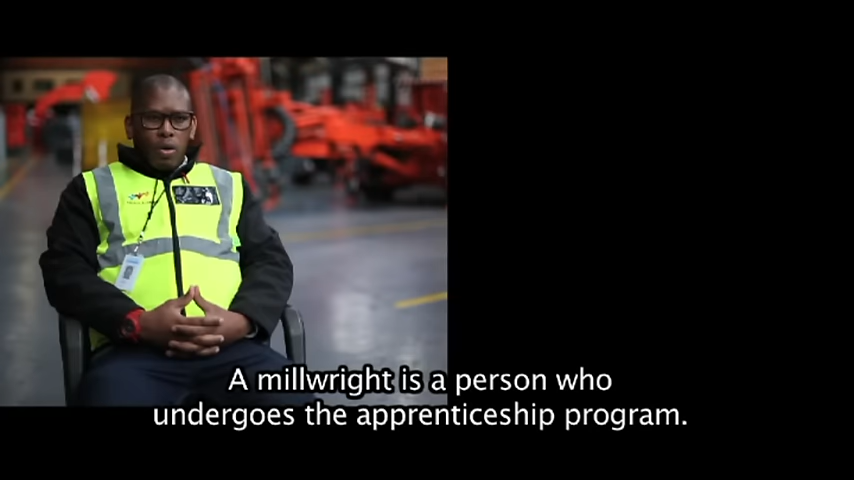 A millwright is a person who
undergoes the apprenticeship program.